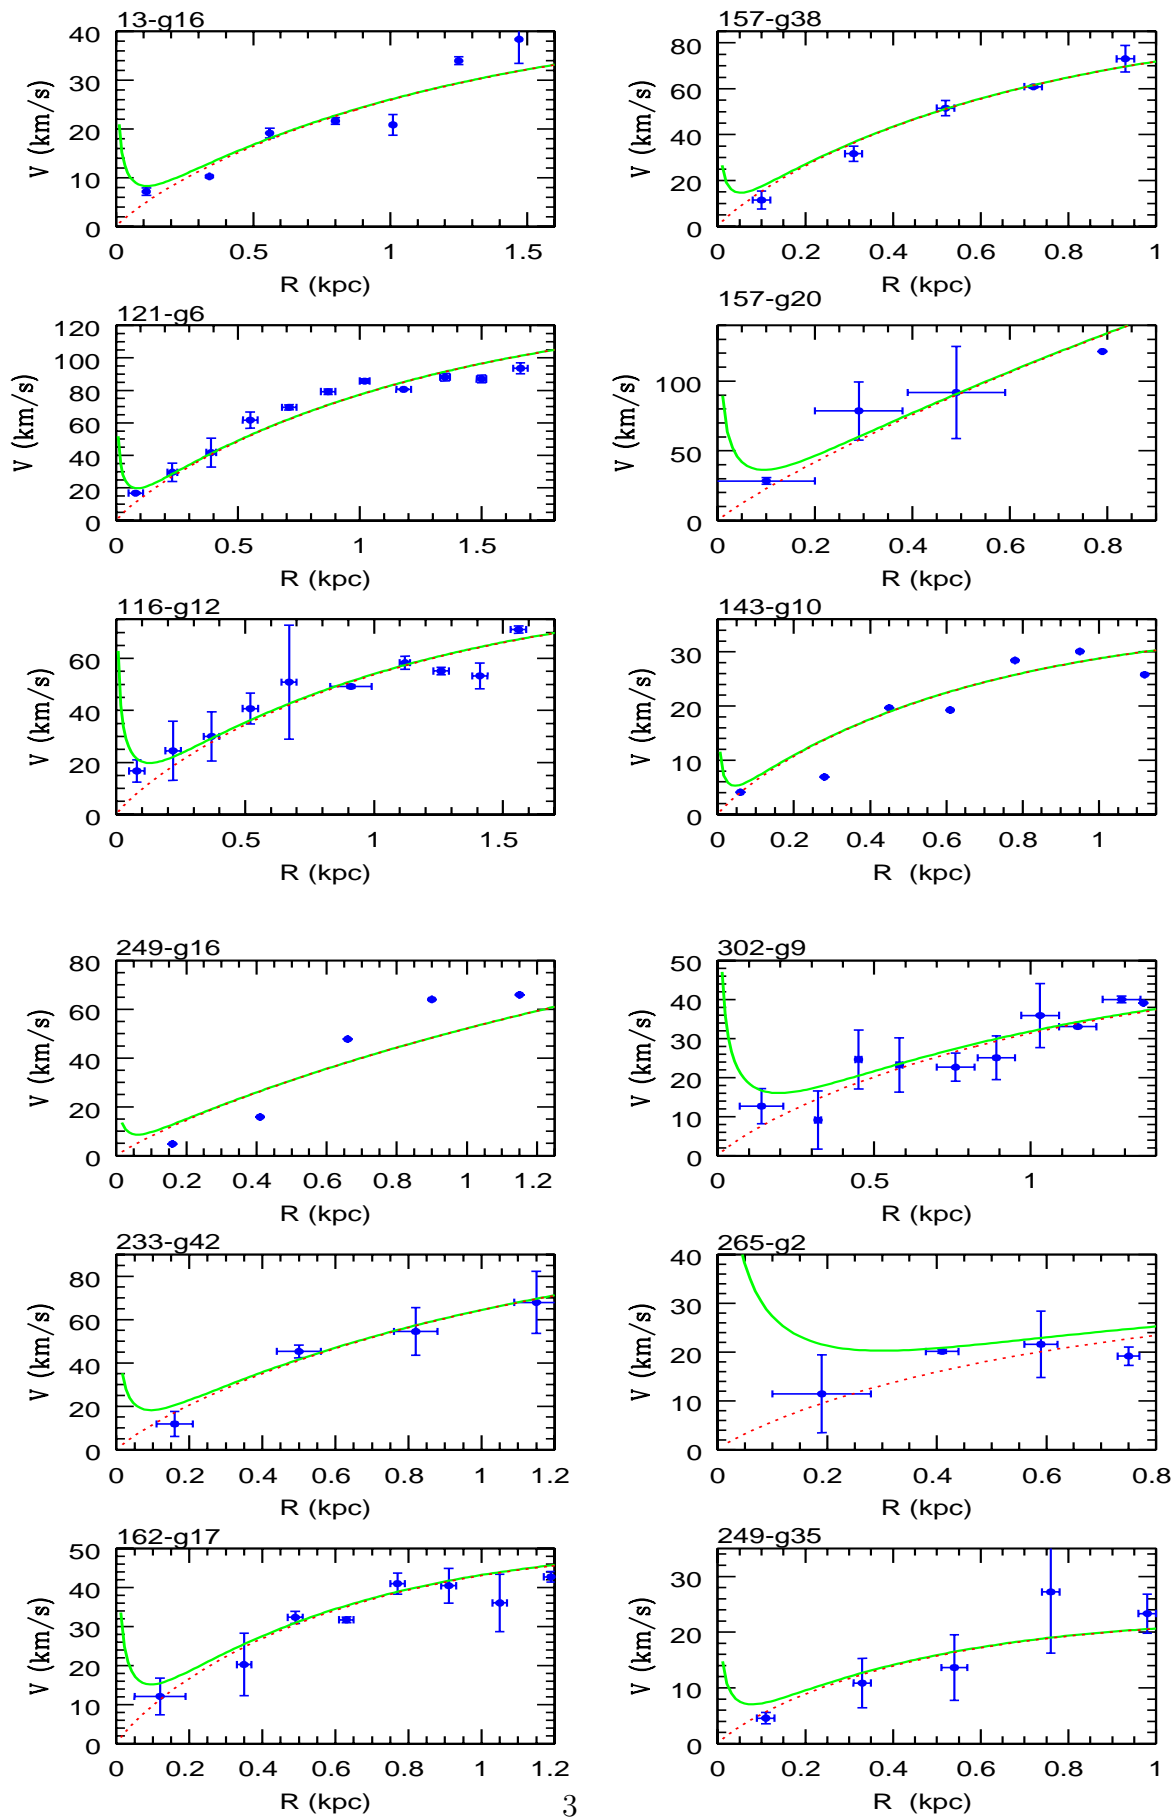 13-g16
157-g38
40
30
20
10
0
V (km/s)
0 0.5 1 1.5
R (kpc)
80
60
40
20
0
V (km/s)
0 0.2 0.4 0.6 0.8 1
R (kpc)
121-g6
157-g20
120
100
80
60
40
20
0
V (km/s)
0 0.5 1 1.5
R (kpc)
100
50
0
V (km/s)
0 0.2 0.4 0.6 0.8
R (kpc)
116-g12
143-g10
60
40
20
0
V (km/s)
0 0.5 1 1.5
R (kpc)
30
20
10
0
V (km/s)
0 0.2 0.4 0.6 0.8 1
R (kpc)
249-g16
302-g9
80
60
40
20
0
V (km/s)
0 0.2 0.4 0.6 0.8 1 1.2
R (kpc)
50
40
30
20
10
0
V (km/s)
0 0.5 1
R (kpc)
233-g42
265-g2
80
60
40
20
0
V (km/s)
0 0.2 0.4 0.6 0.8 1 1.2
R (kpc)
40
30
20
10
0
V (km/s)
0 0.2 0.4 0.6 0.8
R (kpc)
162-g17
249-g35
50
40
30
20
10
0
V (km/s)
0 0.2 0.4 0.6 0.8 1 1.2
R (kpc)
30
20
10
0
V (km/s)
0 0.2 0.4 0.6 0.8 1
R (kpc)
3